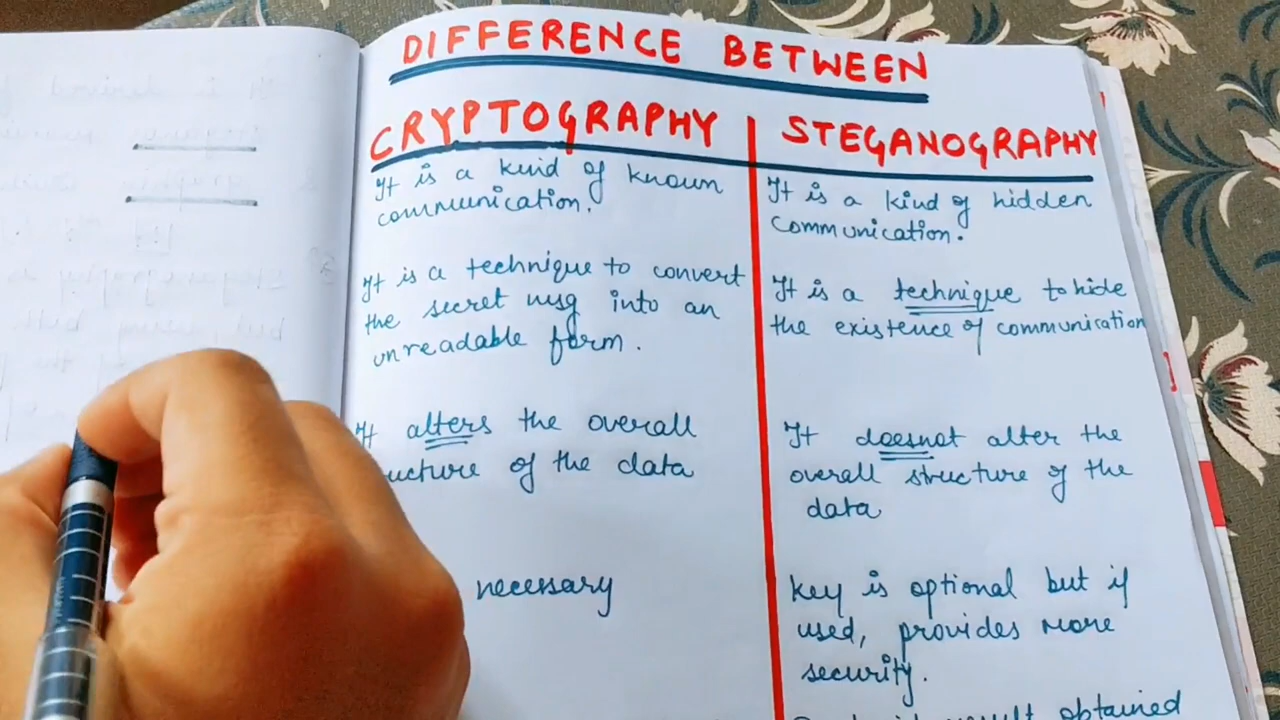 DIFFERENCE BETWEEN
CRYPTOGRAPHY
It is a kind of known
communication.
It is a technique to convert
the secret msg into an
unreadable form.
It alters the overall
ucture of the data
necessary
STEGANOGRAPHY
It is a kind of hidden
communication.
It is a technique to hide
the existence of communication
It doesnot alter the
overall structure of the
data
key is optional but if
used, provides more
security.
result obtained